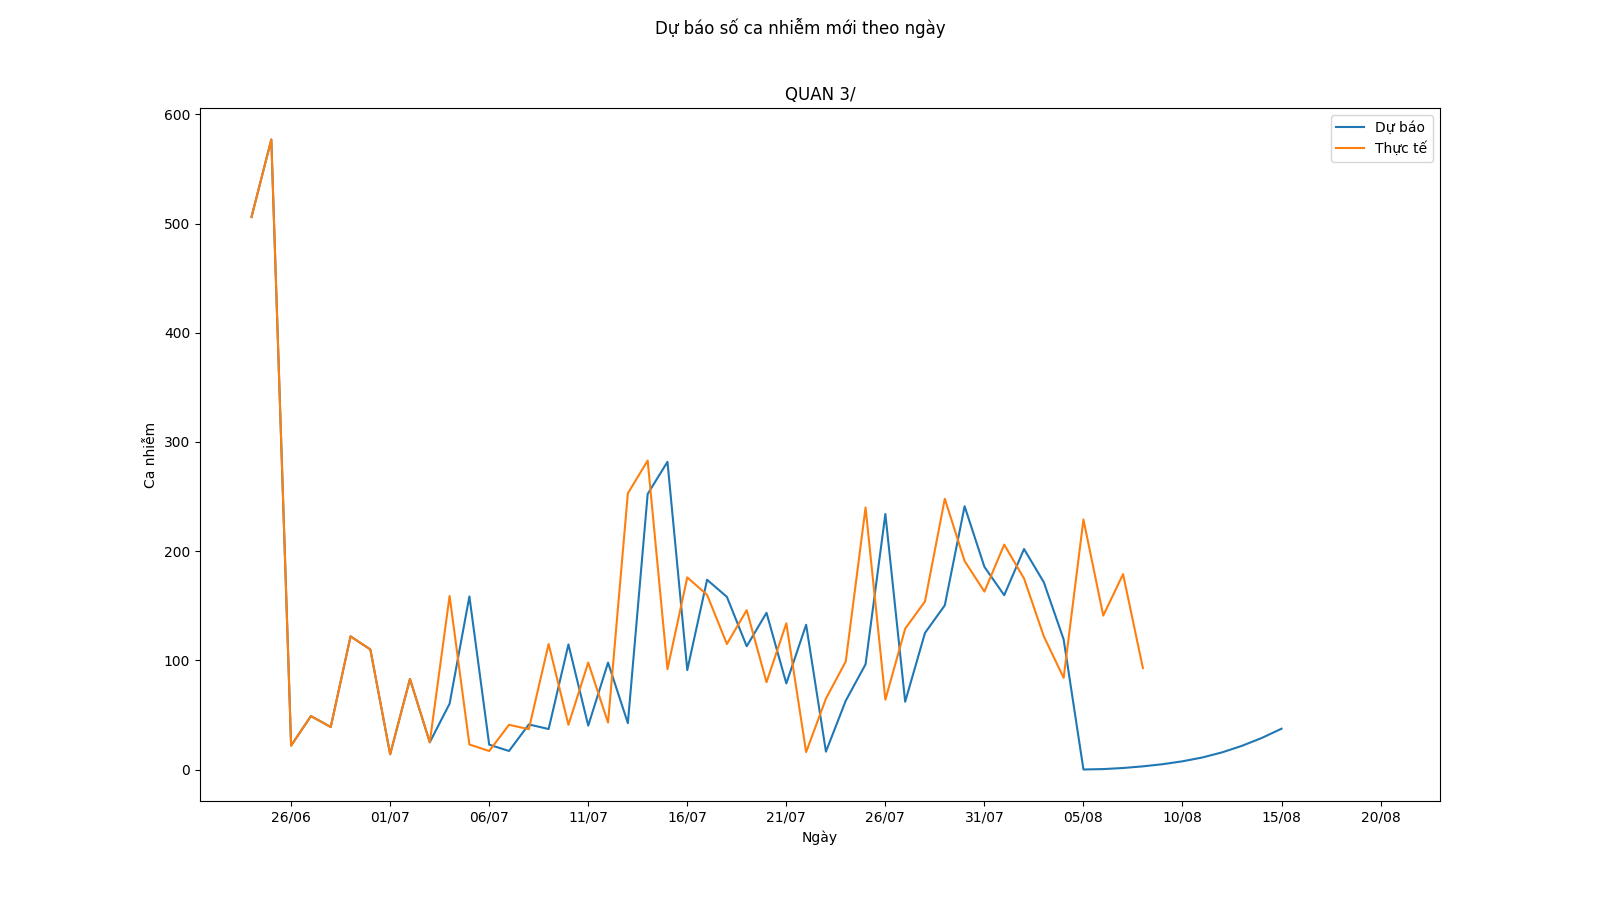 Dự báo số ca nhiễm mới theo ngày
QUAN 3/
Dự báo
Thực tế
600
500
400
300
200
100
0
Ca nhiễm
26/06 01/07 06/07 11/07 16/07 21/07 26/07 31/07 05/08 10/08 15/08 20/08
Ngày